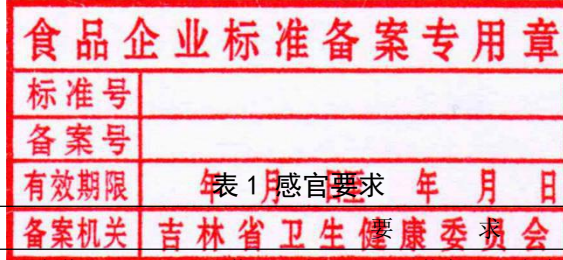 食品企业标准备案专用章
标准号
备案号
有效期限 年 月 日至 年 月 日
表 1 感官要求
备案机关 吉林省卫生健康委员会
要 求